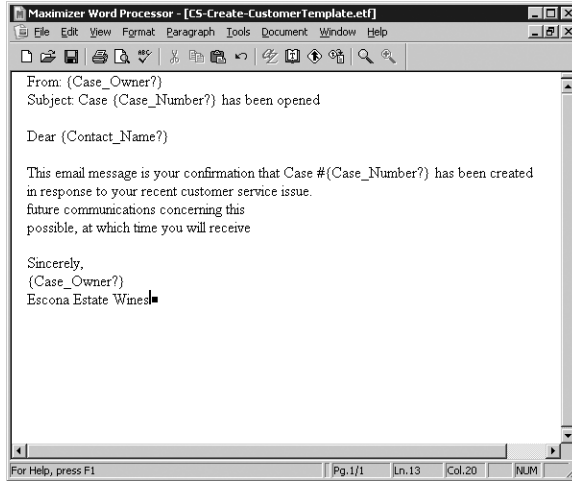 Maximizer Word Processor - [CS-Create-CustomerTemplate.etf]
File Edit View Format Paragraph Tools Document Window Help
From: {Case_Owner?}
Subject: Case {Case_Number?} has been opened
Dear {Contact_Name?}
This email message is your confirmation that Case #{Case_Number?} has been created
in response to your recent customer service issue.
future communications concerning this
possible, at which time you will receive
Sincerely,
{Case_Owner?}
Escona Estate Wines
For Help, press F1 Pg.1/1 Ln.13 Col.20 NUM